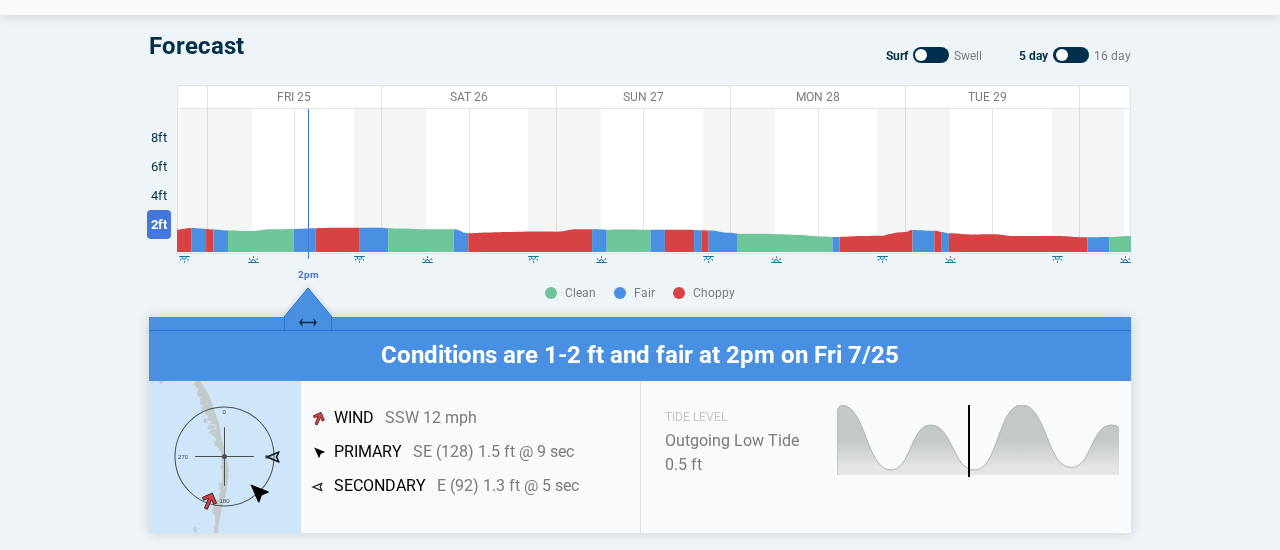 Forecast
Surf Swell 5 day 16 day
FRI 25 SAT 26 SUN 27 MON 28 TUE 29
8ft
6ft
4ft
2ft
2pm
Clean Fair Choppy
Conditions are 1-2 ft and fair at 2pm on Fri 7/25
0
270
180
WIND SSW 12 mph
PRIMARY SE (128) 1.5 ft @ 9 sec
SECONDARY E (92) 1.3 ft @ 5 sec
TIDE LEVEL
Outgoing Low Tide
0.5 ft